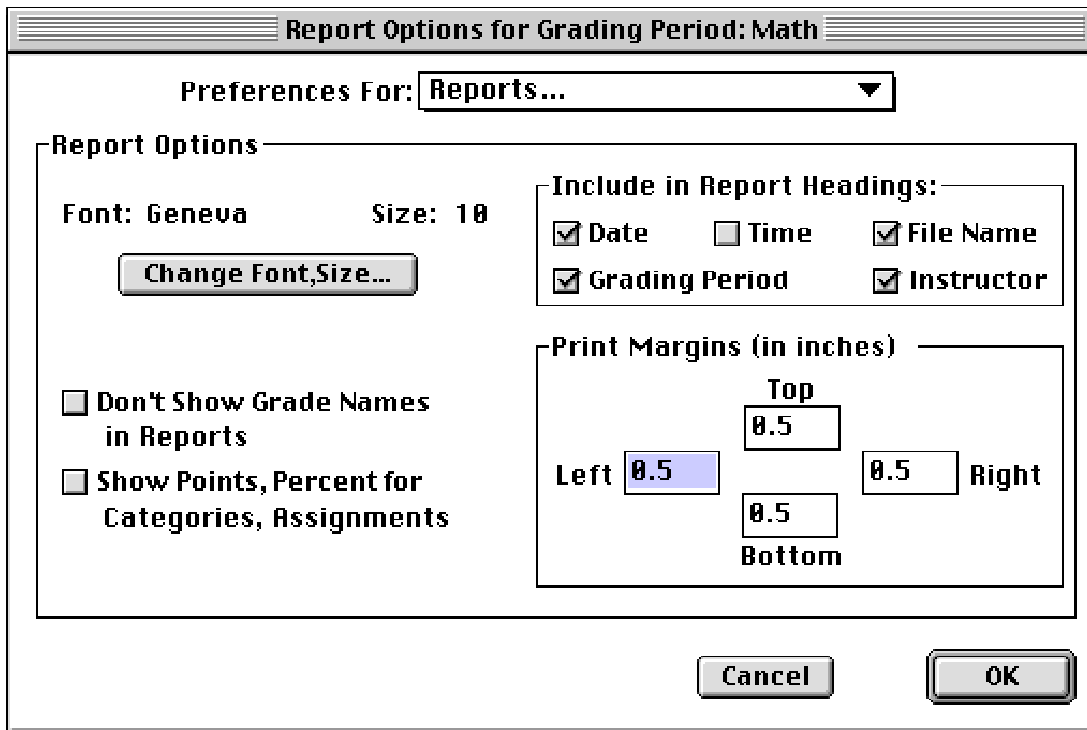 Report Options for Grading Period: Math
Preferences For: Reports...
Report Options
Font: Geneva Size: 10
Change Font,Size...
Don't Show Grade Names
in Reports
Show Points, Percent for
Categories, Assignments
Include in Report Headings:
Date Time File Name
Grading Period Instructor
Print Margins (in inches)
Top
0.5
Left 0.5 0.5 Right
0.5
Bottom
Cancel OK